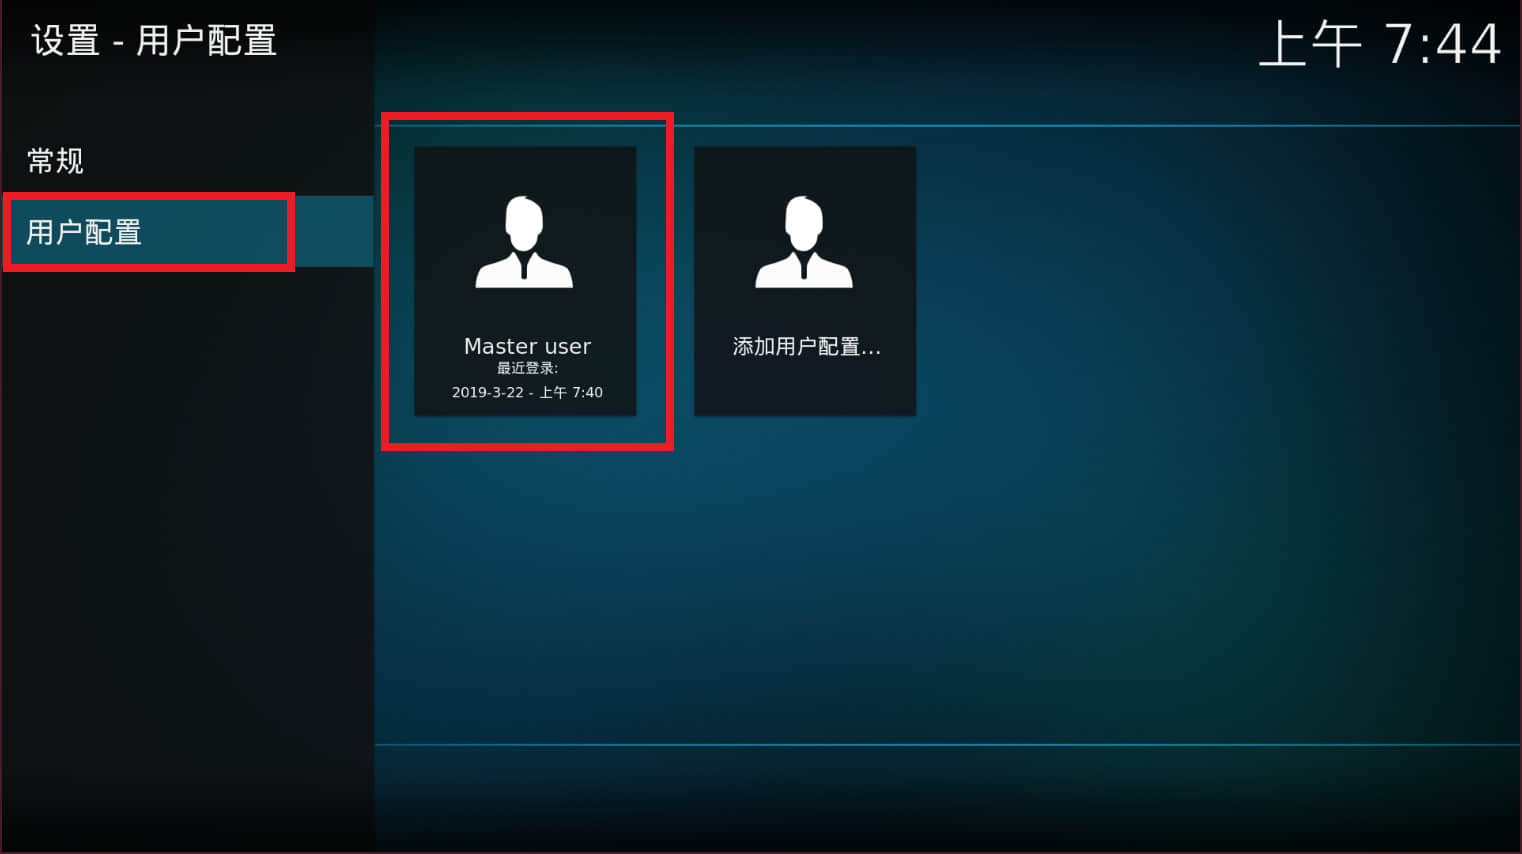 设置 - 用户配置
上午 7:44
常规
用户配置
Master user
最近登录:
2019-3-22 - 上午 7:40
添加用户配置...